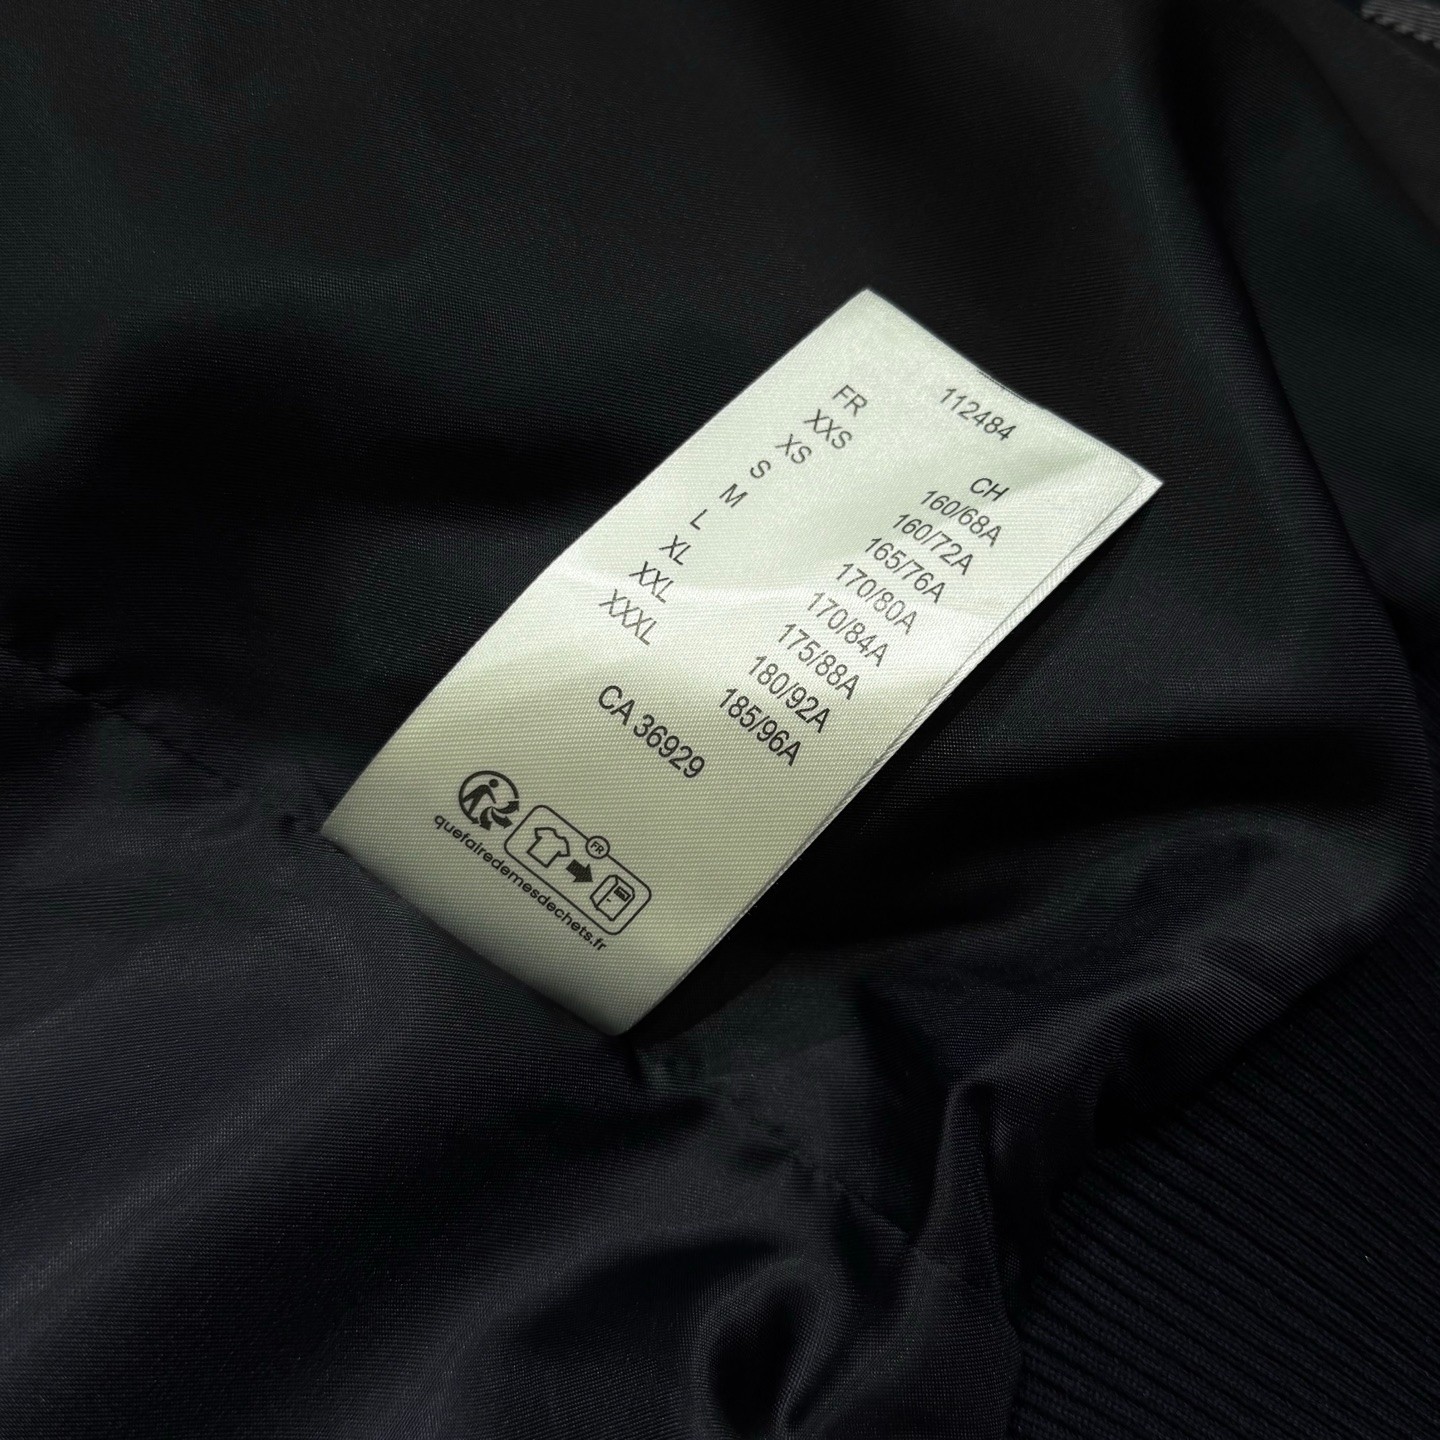 112484
FR CH
XXS 160/68A
XS 160/72A
S 165/76A
M 170/80A
L 170/84A
XL 175/88A
XXL 180/92A
XXXL 185/96A
CA 36929
FR
quefairedemesdechets.fr